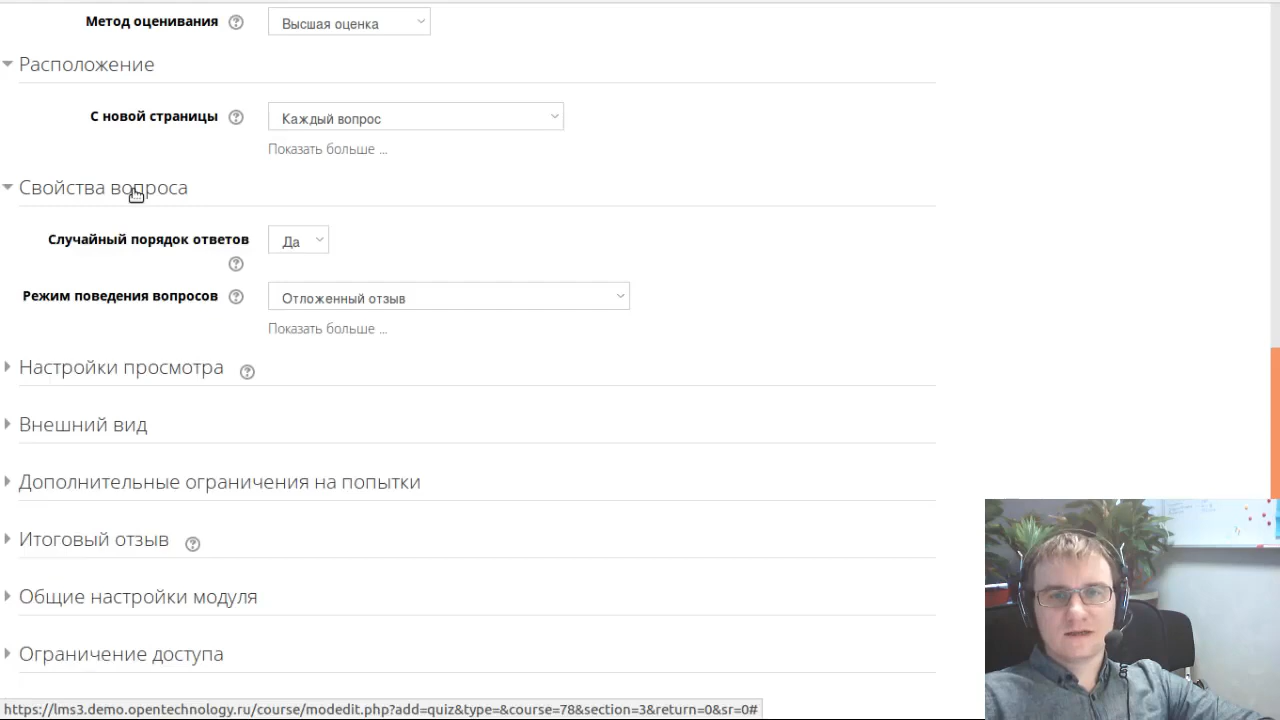 Метод оценивания
Высшая оценка
Расположение
С новой страницы
Каждый вопрос
Показать больше ...
Свойства вопроса
Случайный порядок ответов
Да
Режим поведения вопросов
Отложенный отзыв
Показать больше ...
Настройки просмотра
Внешний вид
Дополнительные ограничения на попытки
Итоговый отзыв
Общие настройки модуля
Ограничение доступа
https://lms3.demo.opentechnology.ru/course/modedit.php?add=quiz&type=&course=78&section=3&return=0&sr=0#